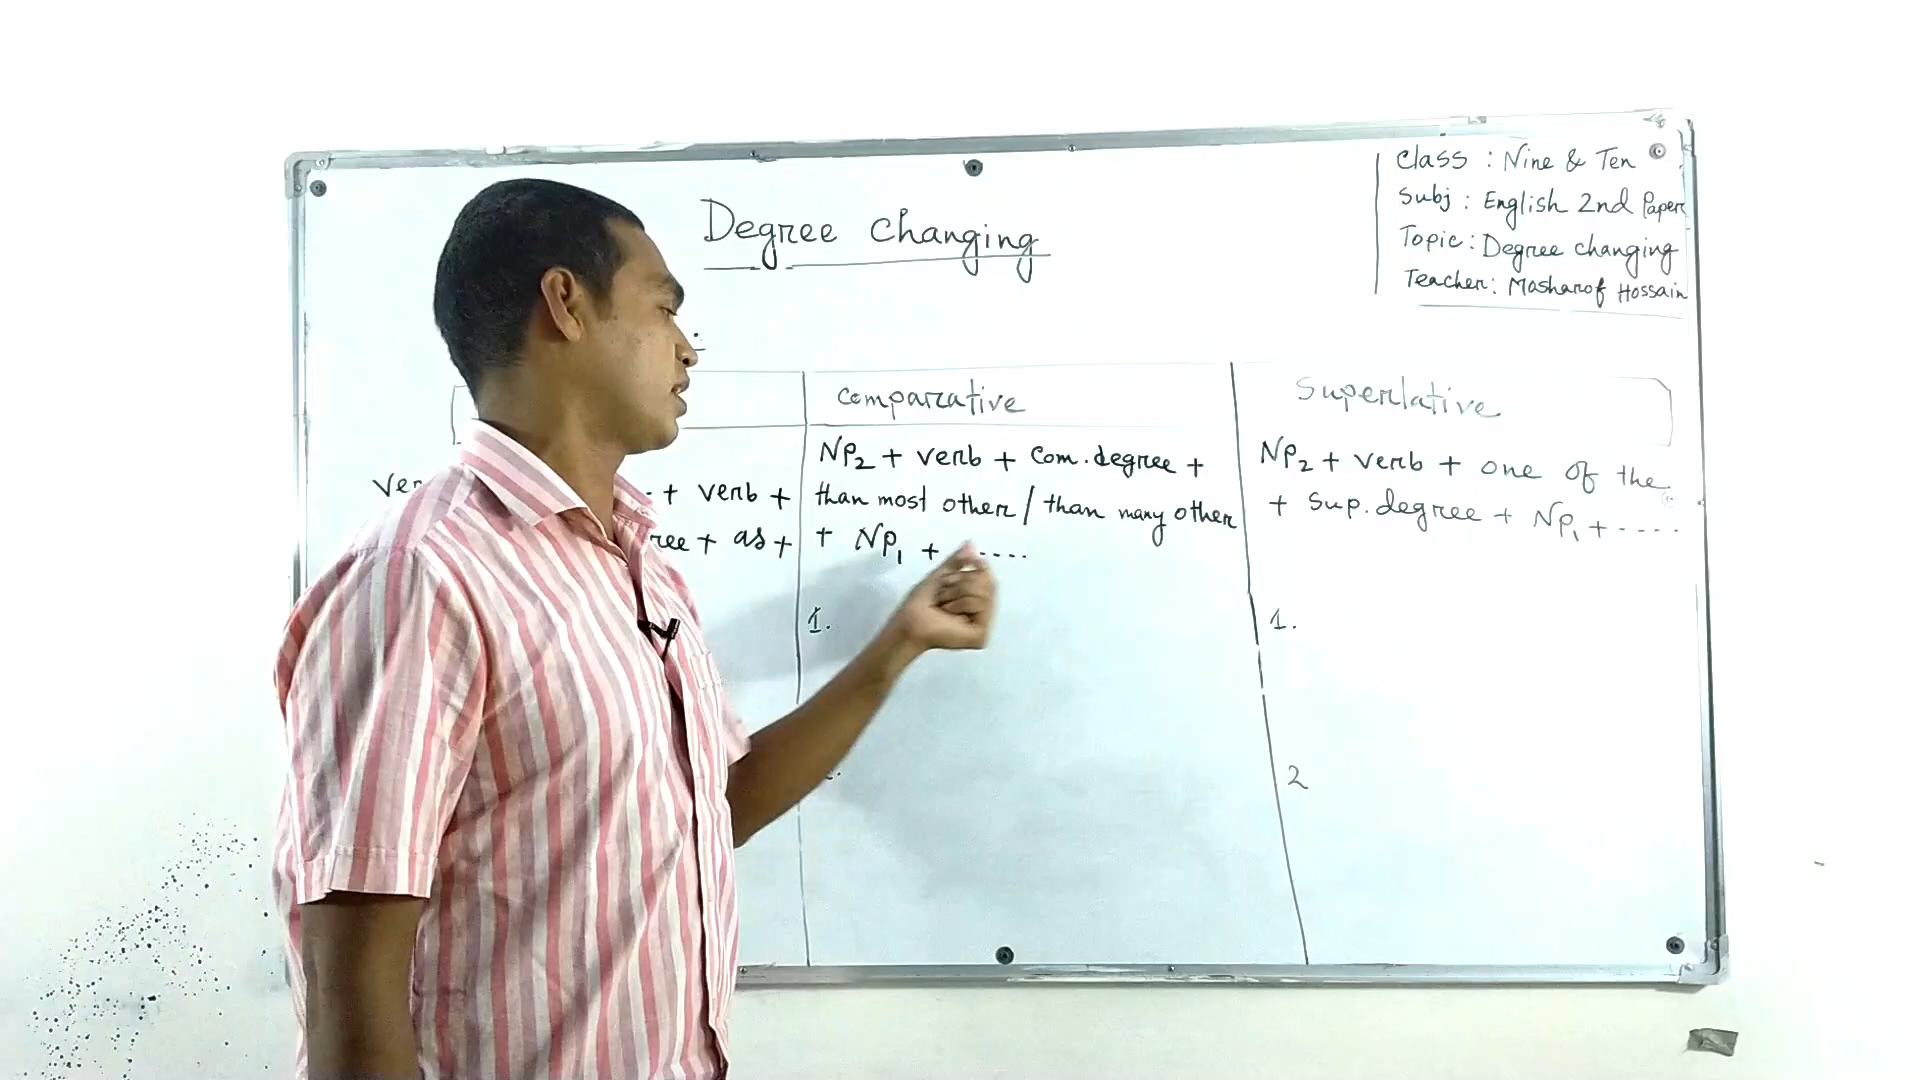 Degree Changing
Class : Nine & Ten
Subj : English 2nd Paper
Topic : Degree changing
Teacher : Mosharof Hossain
+ verb +
as +
Comparative
NP2 + verb + Com.degree +
than most other / than many other
+ NP1 + .....
1.
Superlative
NP2 + verb + one of the
+ Sup.degree + NP1 + ....
1.
2